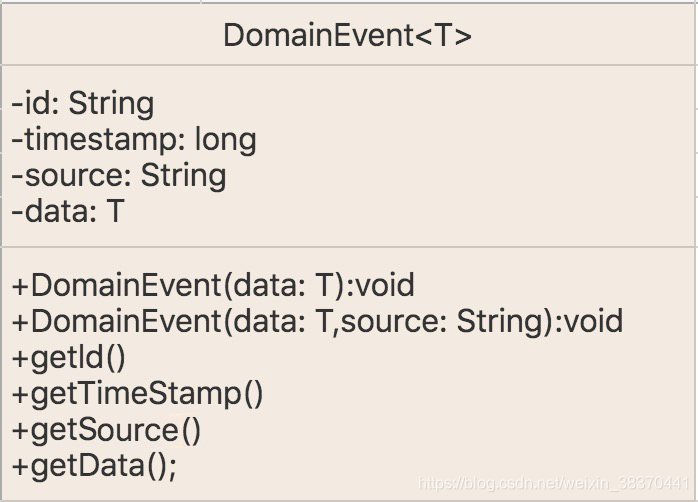 DomainEvent<T>
-id: String
-timestamp: long
-source: String
-data: T
+DomainEvent(data: T):void
+DomainEvent(data: T,source: String):void
+getId()
+getTimeStamp()
+getSource()
+getData();
https://blog.csdn.net/weixin_38370441